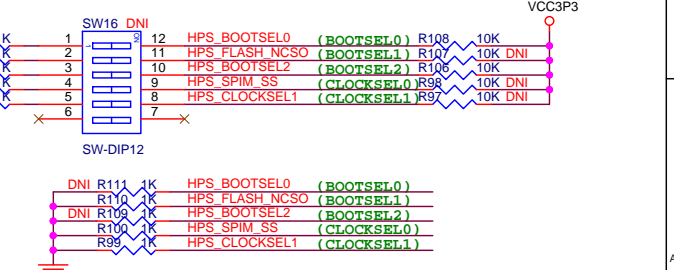 VCC3P3
SW16 DNI
K 1 ON 12 HPS_BOOTSEL0 (BOOTSEL0) R108 10K
K 2 1 11 HPS_FLASH_NCSO (BOOTSEL1) R107 10K DNI
K 3 10 HPS_BOOTSEL2 (BOOTSEL2) R106 10K
K 4 9 HPS_SPIM_SS (CLOCKSEL0) R98 10K DNI
K 5 8 HPS_CLOCKSEL1 (CLOCKSEL1) R97 10K DNI
6 7
SW-DIP12
DNI R111 1K HPS_BOOTSEL0 (BOOTSEL0)
R110 1K HPS_FLASH_NCSO (BOOTSEL1)
DNI R109 1K HPS_BOOTSEL2 (BOOTSEL2)
R100 1K HPS_SPIM_SS (CLOCKSEL0)
R99 1K HPS_CLOCKSEL1 (CLOCKSEL1)
A